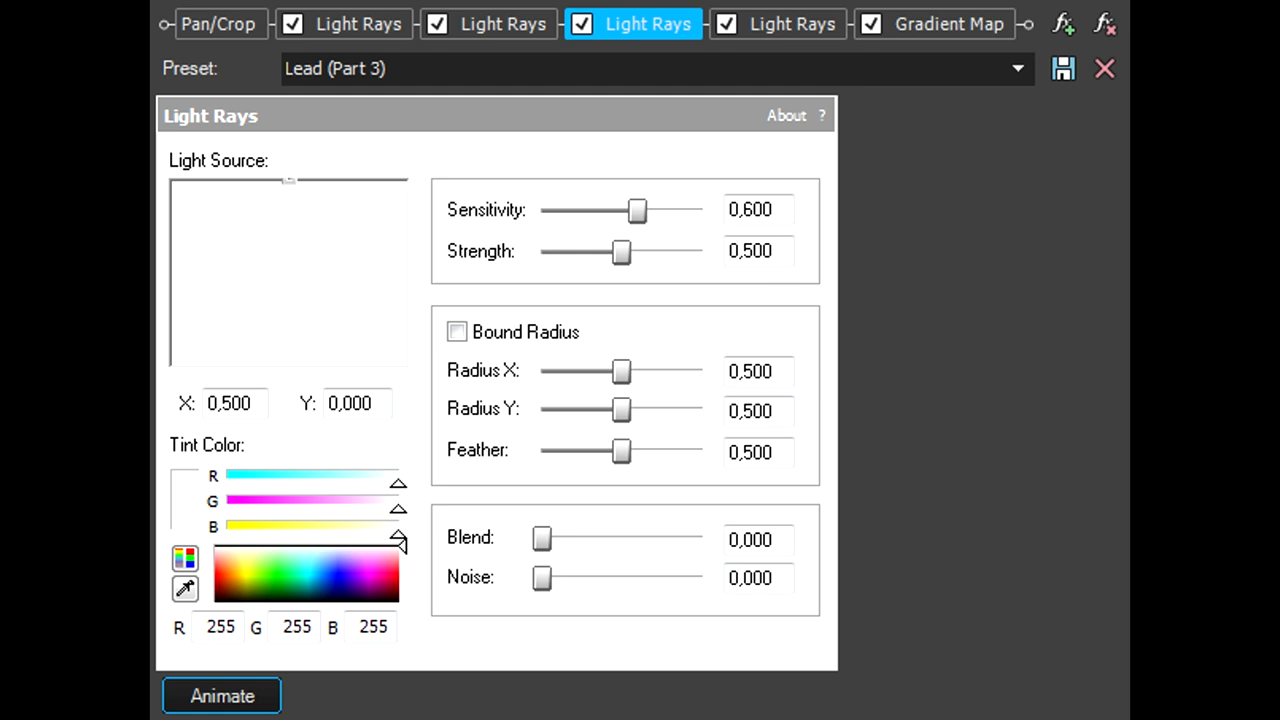 Pan/Crop Light Rays Light Rays Light Rays Light Rays Gradient Map
Preset: Lead (Part 3)
Light Rays About ?
Light Source:
X: 0,500 Y: 0,000
Tint Color:
R
G
B
R 255 G 255 B 255
Sensitivity: 0,600
Strength: 0,500
Bound Radius
Radius X: 0,500
Radius Y: 0,500
Feather: 0,500
Blend: 0,000
Noise: 0,000
Animate